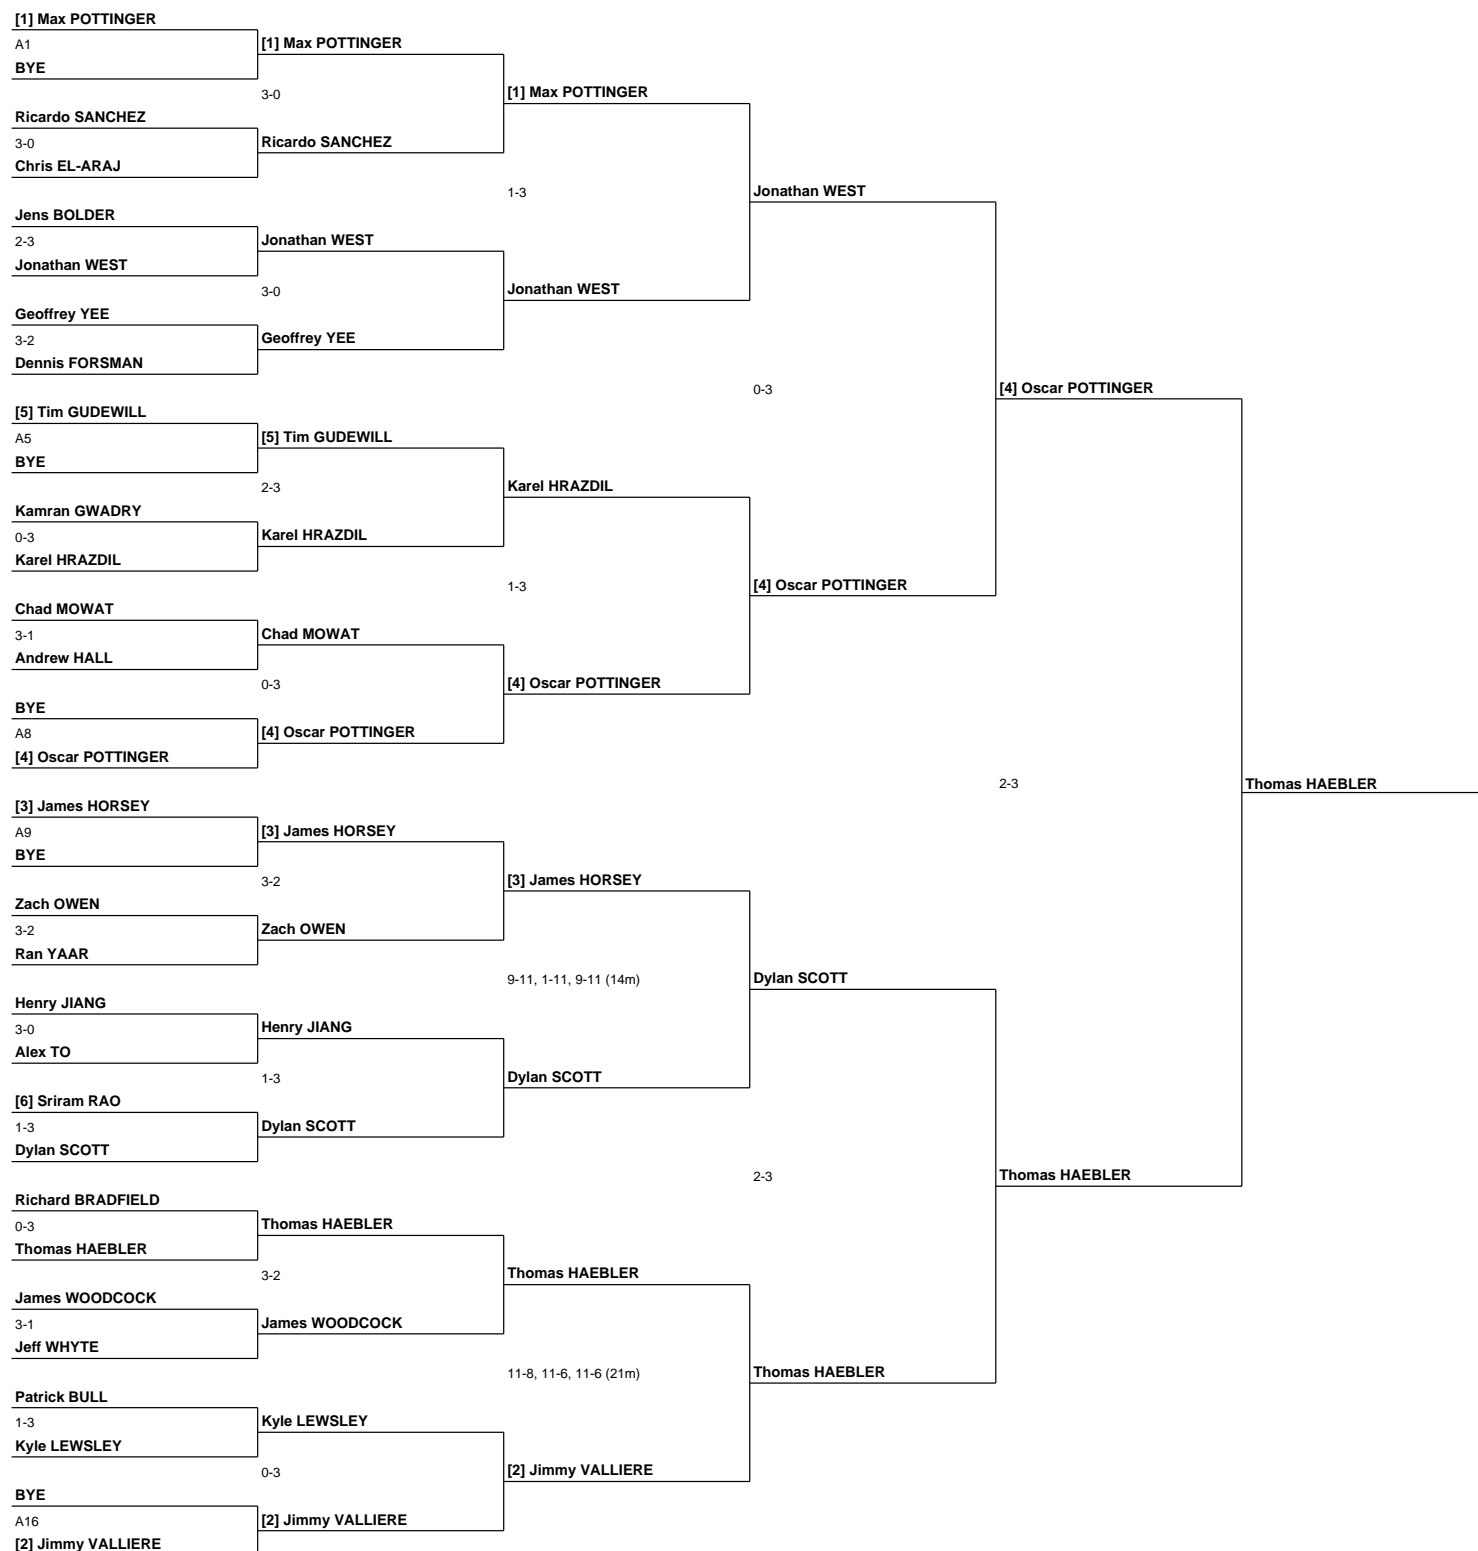 [1] Max POTTINGER
A1
BYE
Ricardo SANCHEZ
3-0
Chris EL-ARAJ
Jens BOLDER
2-3
Jonathan WEST
Geoffrey YEE
3-2
Dennis FORSMAN
[5] Tim GUDEWILL
A5
BYE
Kamran GWADRY
0-3
Karel HRAZDIL
Chad MOWAT
3-1
Andrew HALL
BYE
A8
[4] Oscar POTTINGER
[3] James HORSEY
A9
BYE
Zach OWEN
3-2
Ran YAAR
Henry JIANG
3-0
Alex TO
[6] Sriram RAO
1-3
Dylan SCOTT
Richard BRADFIELD
0-3
Thomas HAEBLER
James WOODCOCK
3-1
Jeff WHYTE
Patrick BULL
1-3
Kyle LEWSLEY
BYE
A16
[2] Jimmy VALLIERE
[1] Max POTTINGER
3-0
Ricardo SANCHEZ
Jonathan WEST
3-0
Geoffrey YEE
[5] Tim GUDEWILL
2-3
Karel HRAZDIL
Chad MOWAT
0-3
[4] Oscar POTTINGER
[3] James HORSEY
3-2
Zach OWEN
Henry JIANG
1-3
Dylan SCOTT
Thomas HAEBLER
3-2
James WOODCOCK
Kyle LEWSLEY
0-3
[2] Jimmy VALLIERE
[1] Max POTTINGER
1-3
Jonathan WEST
Karel HRAZDIL
1-3
[4] Oscar POTTINGER
[3] James HORSEY
9-11, 1-11, 9-11 (14m)
Dylan SCOTT
Thomas HAEBLER
11-8, 11-6, 11-6 (21m)
[2] Jimmy VALLIERE
Jonathan WEST
0-3
[4] Oscar POTTINGER
Dylan SCOTT
2-3
Thomas HAEBLER
[4] Oscar POTTINGER
2-3
Thomas HAEBLER
Thomas HAEBLER